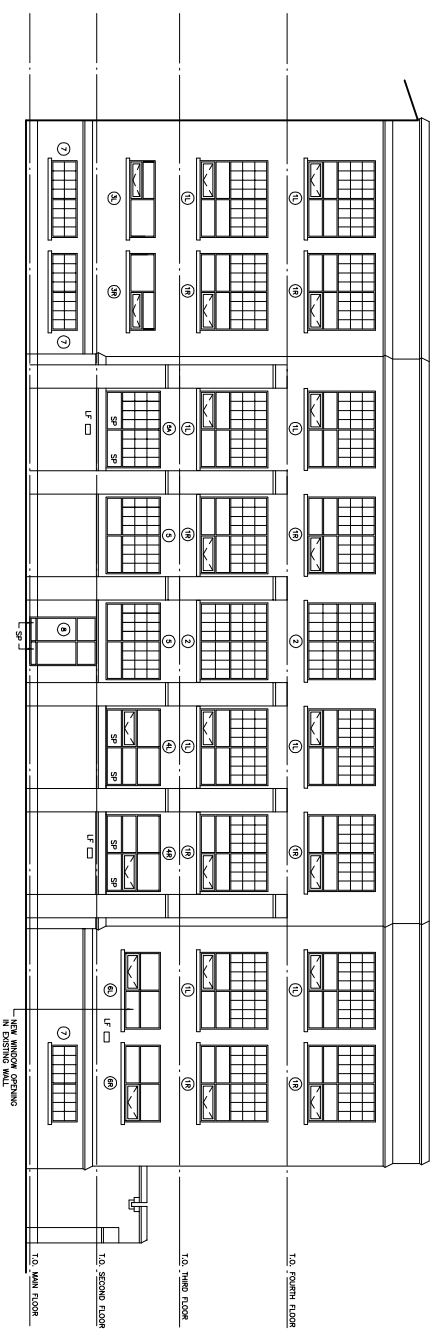 1L 1R 1L 1R 2 1L 1R 1L 1R
T.O. FOURTH FLOOR
1L 1R 1L 1R 2 1L 1R 1L 1R
T.O. THIRD FLOOR
5A 5 5 4L 4R
3L 3R 6L 6R
SP SP SP SP SP SP
LF LF LF
T.O. SECOND FLOOR
7 7 8 7
T.O. MAIN FLOOR
SP
NEW WINDOW OPENING
IN EXISTING WALL